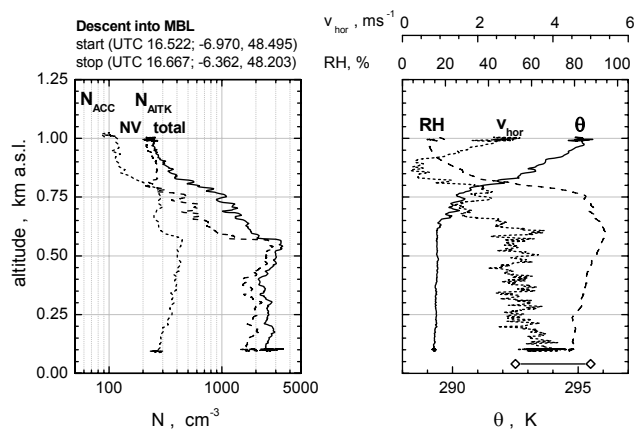 Descent into MBL
start (UTC 16.522; -6.970, 48.495)
stop (UTC 16.667; -6.362, 48.203)
v_hor , ms⁻¹
0 1 2 3 4 5 6
RH, % 0 20 40 60 80 100
1.25
1.00
0.75
0.50
0.25
0.00
altitude , km a.s.l.
N_ACC N_AITK
NV total
RH v_hor θ
100 1000 5000
N , cm⁻³
290 295
θ , K